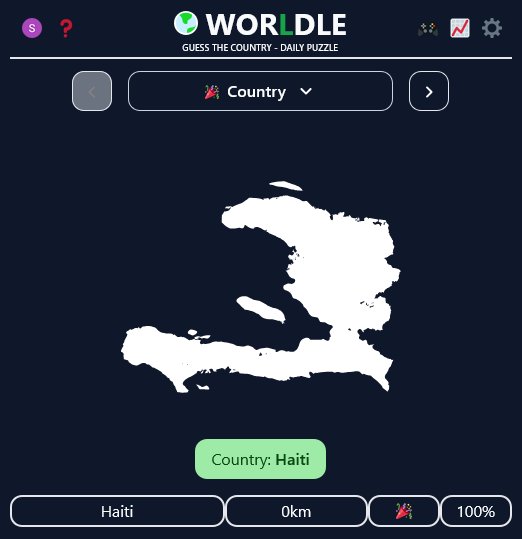 S ❓ WORLDLE
GUESS THE COUNTRY - DAILY PUZZLE
🎉 Country
Country: Haiti
Haiti 0km 🎉 100%